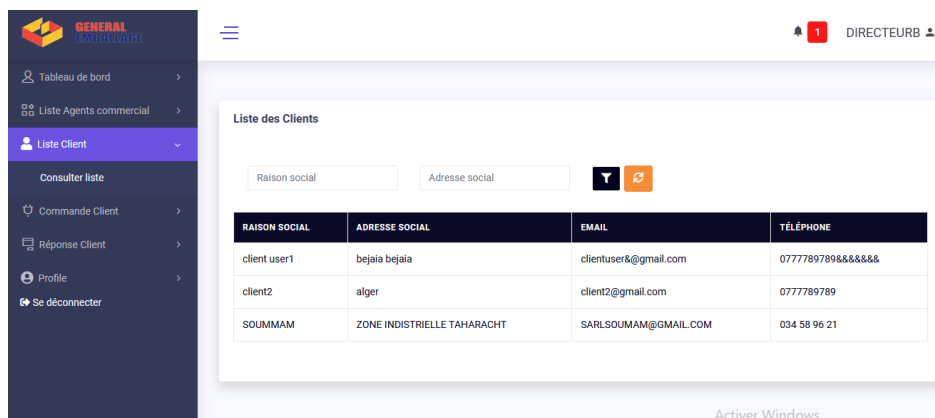 GENERAL
EMBALLAGE
1
DIRECTEURB
Tableau de bord
Liste Agents commercial
Liste Client
Consulter liste
Commande Client
Réponse Client
Profile
Se déconnecter
Liste des Clients
Raison social
Adresse social
RAISON SOCIAL ADRESSE SOCIAL EMAIL TÉLÉPHONE
client user1 bejaia bejaia clientuser&@gmail.com 0777789789&&&&&&&
client2 alger client2@gmail.com 0777789789
SOUMMAM ZONE INDISTRIELLE TAHARACHT SARLSOUMAM@GMAIL.COM 034 58 96 21
Activer Windows